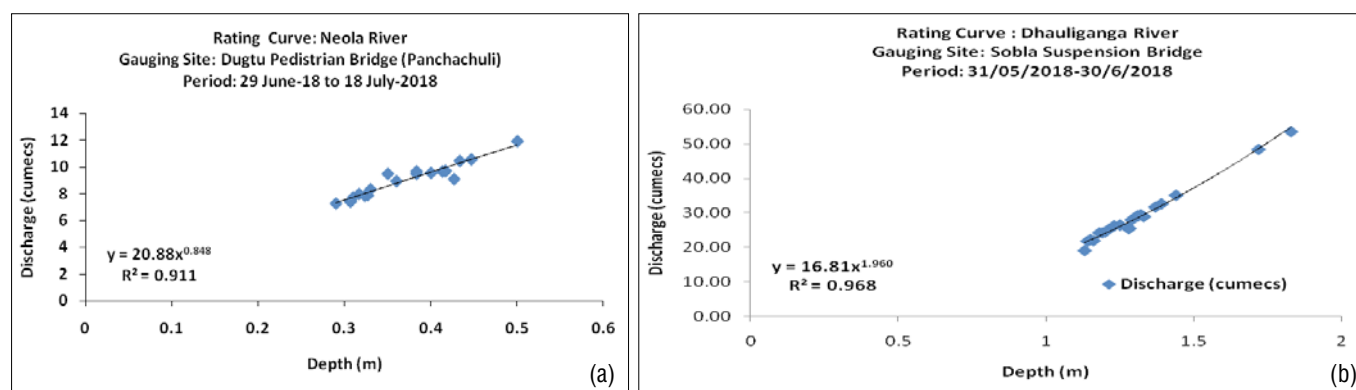 Rating Curve: Neola River
Gauging Site: Dugtu Pedistrian Bridge (Panchachuli)
Period: 29 June-18 to 18 July-2018
14
12
10
8
6
4
2
0
Discharge (cumecs)
y = 20.88x^0.848
R² = 0.911
0 0.1 0.2 0.3 0.4 0.5 0.6
Depth (m)
(a)
Rating Curve : Dhauliganga River
Gauging Site: Sobla Suspension Bridge
Period: 31/05/2018-30/6/2018
60.00
50.00
40.00
30.00
20.00
10.00
0.00
Discharge (cumecs)
y = 16.81x^1.960
R² = 0.968
Discharge (cumecs)
0 0.5 1 1.5 2
Depth (m)
(b)